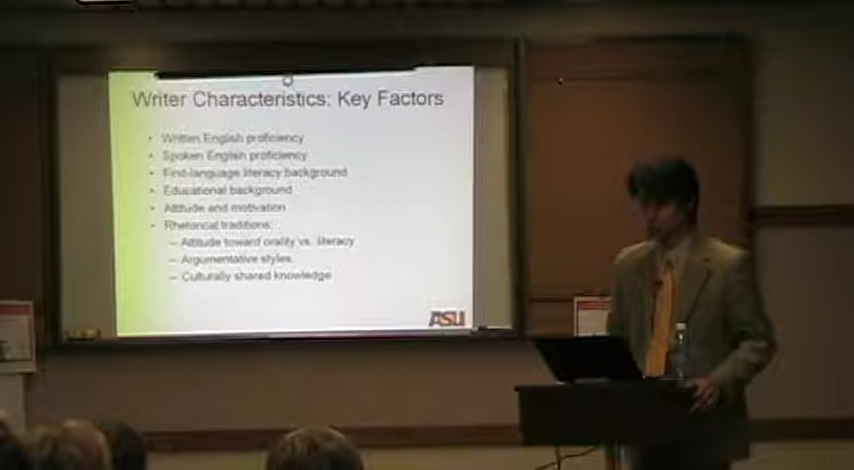 Writer Characteristics: Key Factors
• Written English proficiency
• Spoken English proficiency
• First-language literacy background
• Educational background
• Attitude and motivation
• Rhetorical traditions:
– Attitude toward orality vs. literacy
– Argumentative styles
– Culturally shared knowledge
ASU